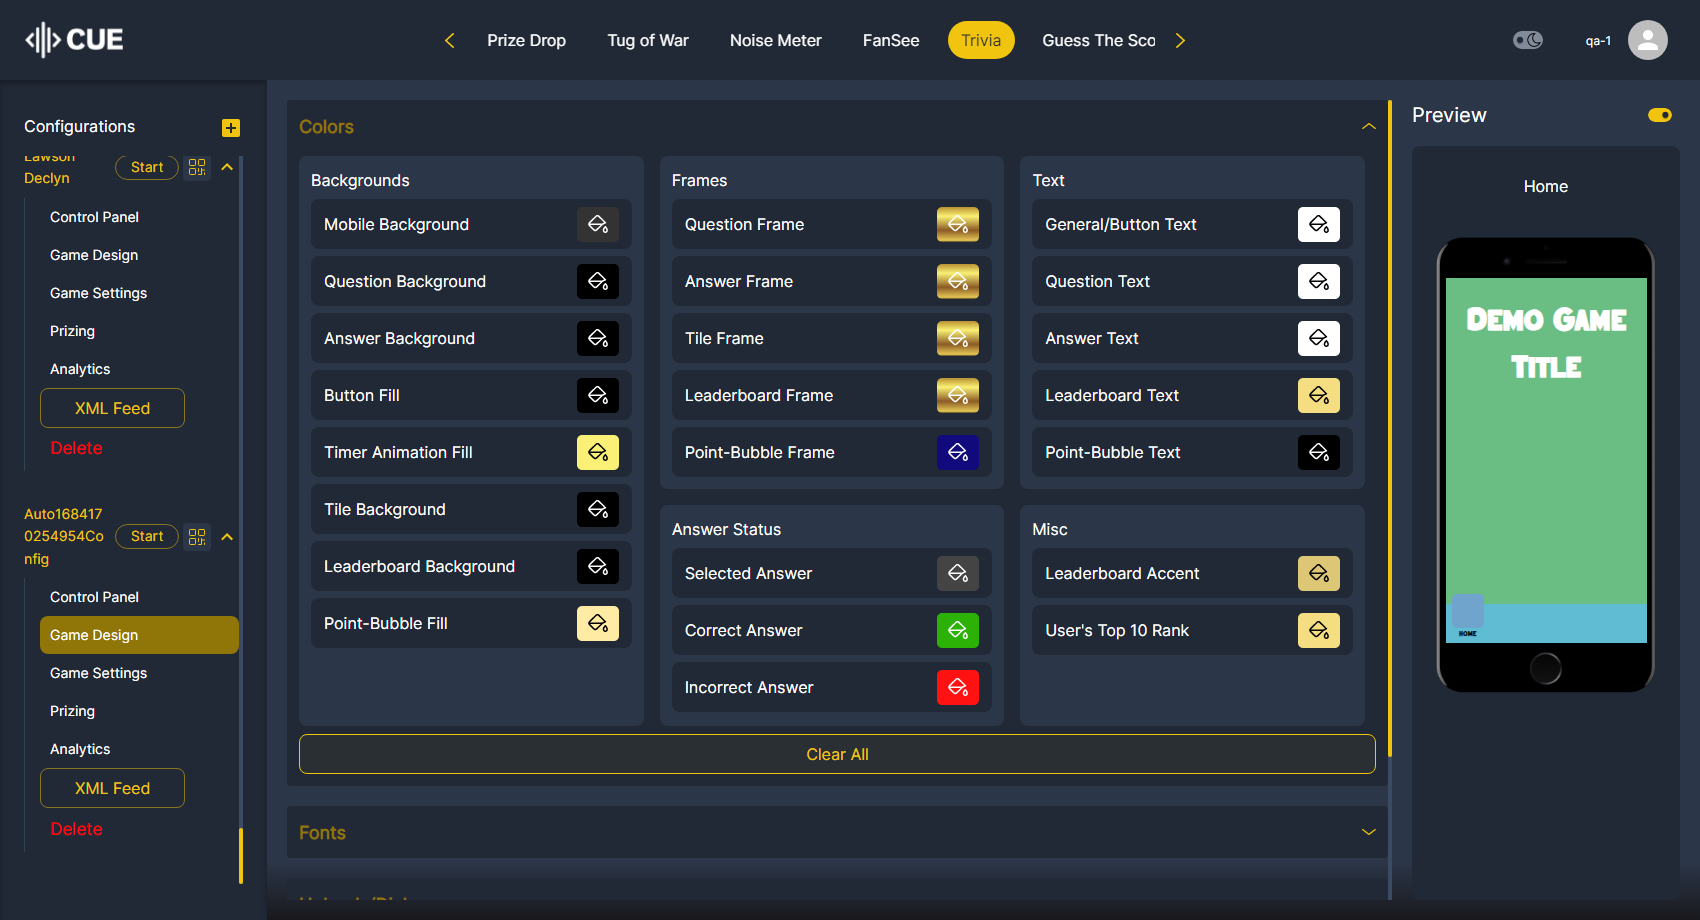 CUE
Prize Drop
Tug of War
Noise Meter
FanSee
Trivia
Guess The Sco
qa-1
Configurations
Lawson
Declyn
Start
Control Panel
Game Design
Game Settings
Prizing
Analytics
XML Feed
Delete
Auto168417
0254954Co
nfig
Start
Control Panel
Game Design
Game Settings
Prizing
Analytics
XML Feed
Delete
Colors
Backgrounds
Mobile Background
Question Background
Answer Background
Button Fill
Timer Animation Fill
Tile Background
Leaderboard Background
Point-Bubble Fill
Frames
Question Frame
Answer Frame
Tile Frame
Leaderboard Frame
Point-Bubble Frame
Text
General/Button Text
Question Text
Answer Text
Leaderboard Text
Point-Bubble Text
Answer Status
Selected Answer
Correct Answer
Incorrect Answer
Misc
Leaderboard Accent
User's Top 10 Rank
Clear All
Fonts
Preview
Home
Demo Game
Title
HOME